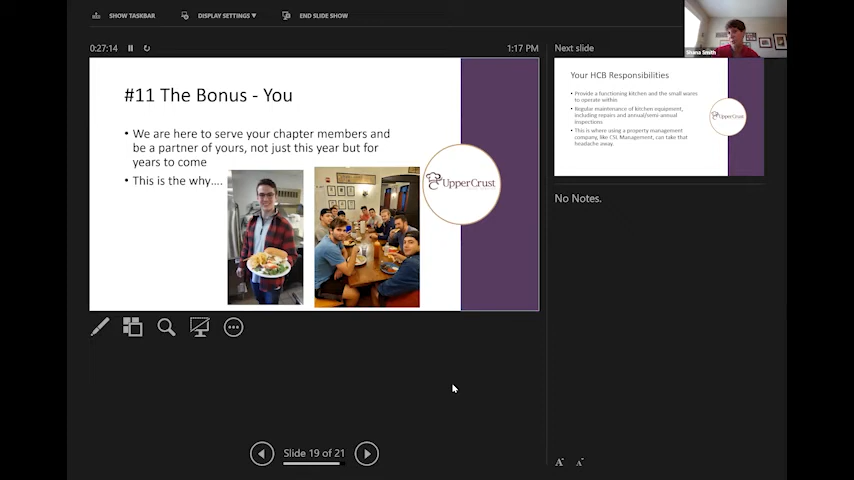 SHOW TASKBAR
DISPLAY SETTINGS ▼
END SLIDE SHOW
0:27:14
1:17 PM
Next slide
Shana Smith
#11 The Bonus - You
• We are here to serve your chapter members and
be a partner of yours, not just this year but for
years to come
• This is the why....
UpperCrust
Your HCB Responsibilities
• Provide a functioning kitchen and the small wares
to operate within
• Regular maintenance of kitchen equipment,
including repairs and annual/semi annual
inspections
• This is where using a property management
company, like CSL Management, can take that
headache away.
UpperCrust
No Notes.
Slide 19 of 21
A A